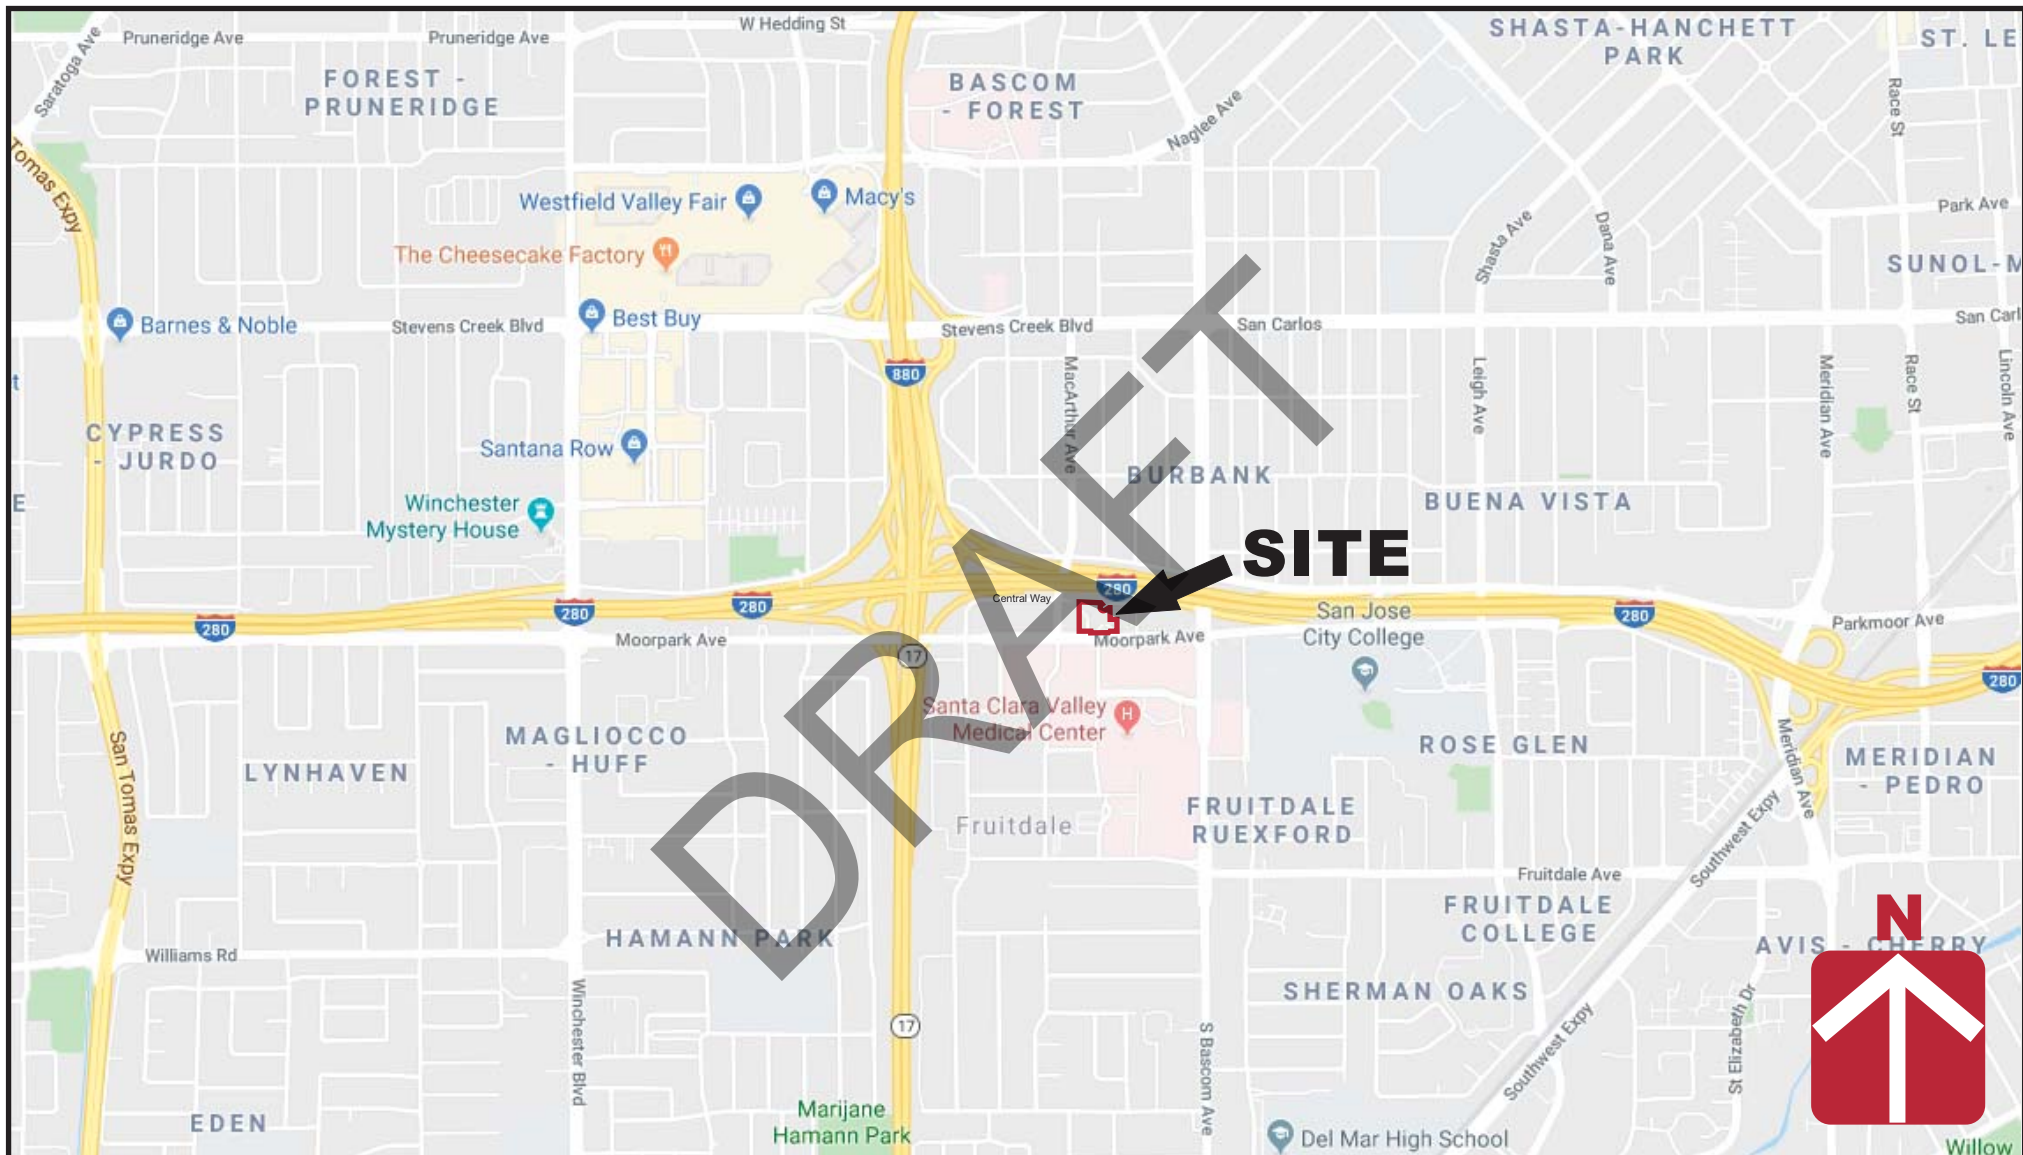 W Hedding St
Pruneridge Ave
Pruneridge Ave
Saratoga Ave
FOREST -
PRUNERIDGE
BASCOM
- FOREST
SHASTA-HANCHETT
PARK
ST. LE
Race St
Naglee Ave
Tomas Expy
Westfield Valley Fair
Macy's
The Cheesecake Factory
Shasta Ave
Dana Ave
Park Ave
SUNOL-M
Barnes & Noble
Stevens Creek Blvd
Best Buy
Stevens Creek Blvd
San Carlos
San Carl
880
t
MacArthur Ave
Leigh Ave
Meridian Ave
Race St
Lincoln Ave
CYPRESS
- JURDO
Santana Row
BURBANK
BUENA VISTA
E
Winchester
Mystery House
SITE
280
280
280
280
280
280
Central Way
San Jose
City College
Parkmoor Ave
Moorpark Ave
Moorpark Ave
17
DRAFT
Santa Clara Valley
Medical Center
H
San Tomas Expy
LYNHAVEN
MAGLIOCCO
- HUFF
ROSE GLEN
Meridian Ave
MERIDIAN
- PEDRO
Fruitdale
FRUITDALE
RUEXFORD
Southwest Expy
Fruitdale Ave
FRUITDALE
COLLEGE
N
HAMANN PARK
AVIS - CHERRY
Williams Rd
SHERMAN OAKS
Winchester Blvd
17
S Bascom Ave
Southwest Expy
St Elizabeth Dr
EDEN
Marijane
Hamann Park
Del Mar High School
Willow